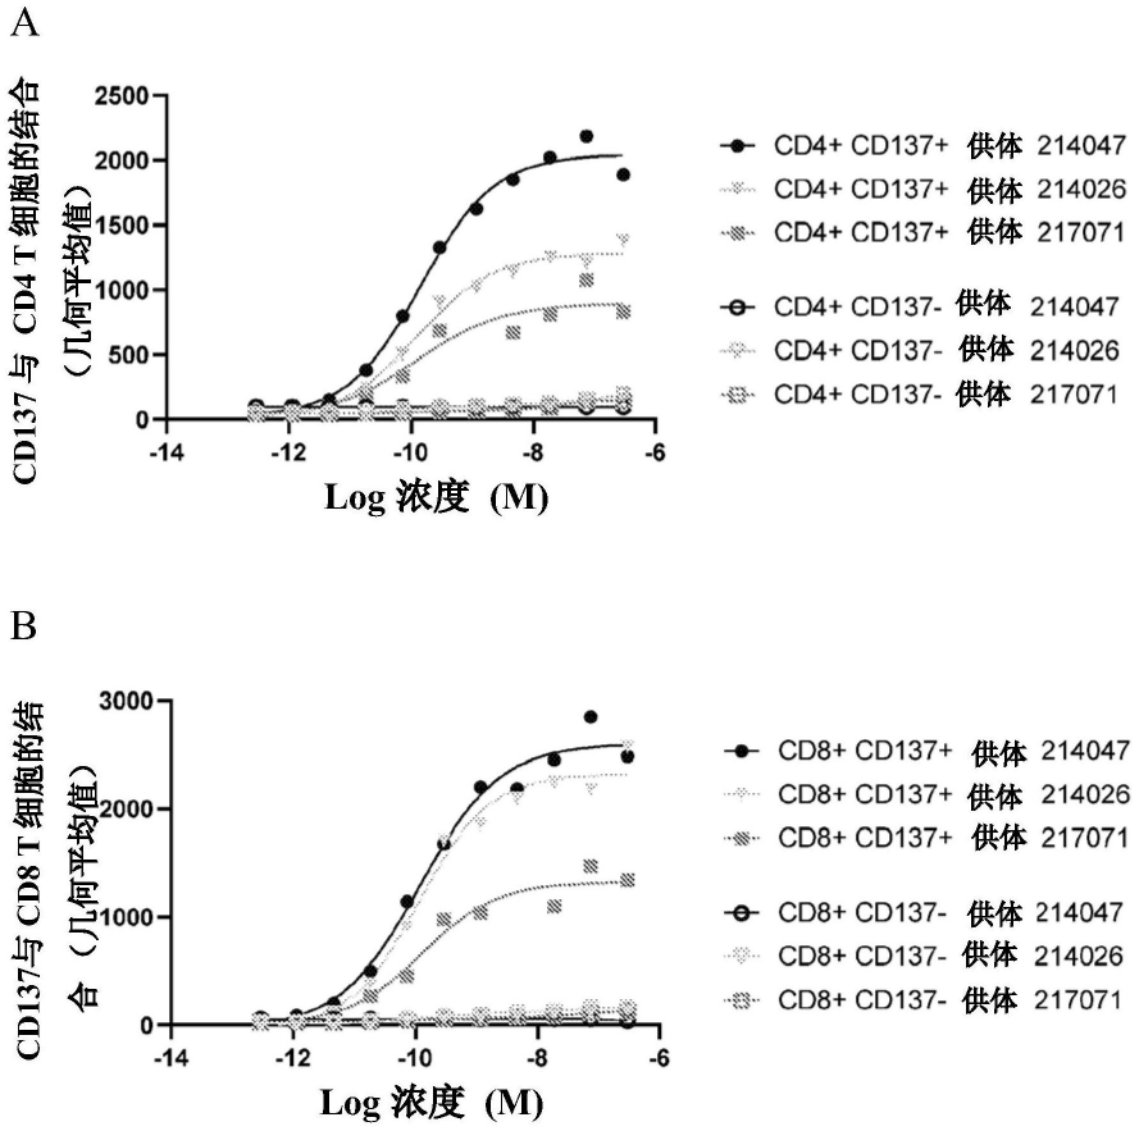 A
CD137 与 CD4 T 细胞的结合
（几何平均值）
2500
2000
1500
1000
500
0
-14 -12 -10 -8 -6
Log 浓度 (M)
CD4+ CD137+ 供体 214047
CD4+ CD137+ 供体 214026
CD4+ CD137+ 供体 217071
CD4+ CD137- 供体 214047
CD4+ CD137- 供体 214026
CD4+ CD137- 供体 217071
B
CD137与 CD8 T 细胞的结
合（几何平均值）
3000
2000
1000
0
-14 -12 -10 -8 -6
Log 浓度 (M)
CD8+ CD137+ 供体 214047
CD8+ CD137+ 供体 214026
CD8+ CD137+ 供体 217071
CD8+ CD137- 供体 214047
CD8+ CD137- 供体 214026
CD8+ CD137- 供体 217071